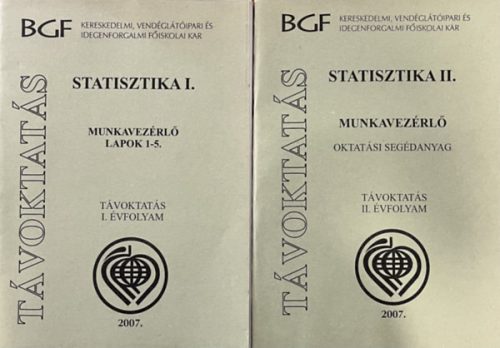 BGF KERESKEDELMI, VENDÉGLÁTÓIPARI ÉS
IDEGENFORGALMI FŐISKOLAI KAR
TÁVOKTATÁS
STATISZTIKA I.
MUNKAVEZÉRLŐ
LAPOK 1-5.
TÁVOKTATÁS
I. ÉVFOLYAM
2007.
BGF KERESKEDELMI, VENDÉGLÁTÓIPARI ÉS
IDEGENFORGALMI FŐISKOLAI KAR
TÁVOKTATÁS
STATISZTIKA II.
MUNKAVEZÉRLŐ
OKTATÁSI SEGÉDANYAG
TÁVOKTATÁS
II. ÉVFOLYAM
2007.